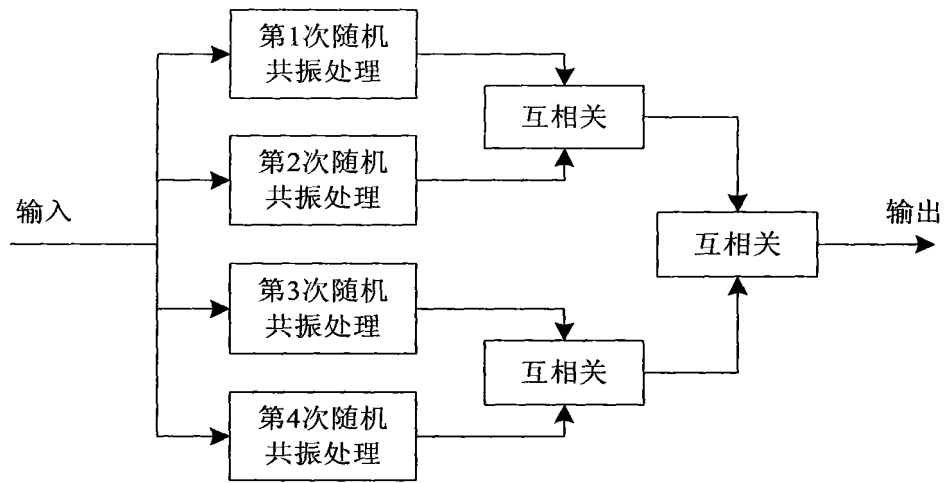 输入
第1次随机
共振处理
第2次随机
共振处理
第3次随机
共振处理
第4次随机
共振处理
互相关
互相关
互相关
输出